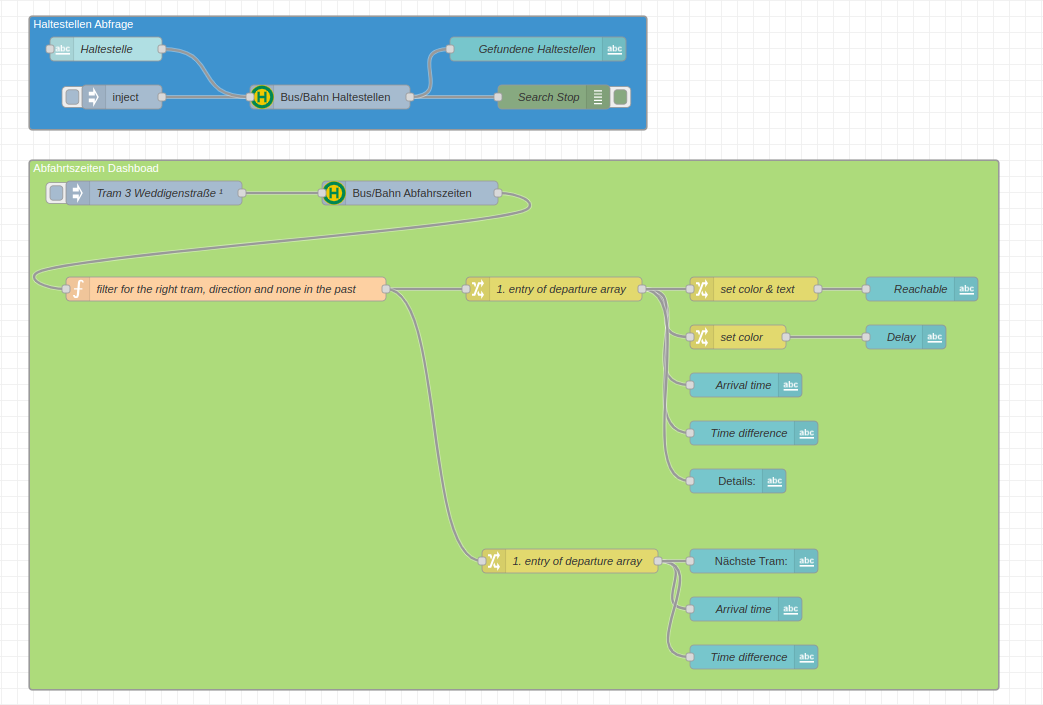 Haltestellen Abfrage
abc Haltestelle
Gefundene Haltestellen abc
inject
H Bus/Bahn Haltestellen
Search Stop
Abfahrtszeiten Dashboad
Tram 3 Weddigenstraße ¹
H Bus/Bahn Abfahrszeiten
filter for the right tram, direction and none in the past
1. entry of departure array
set color & text
Reachable abc
set color
Delay abc
Arrival time abc
Time difference abc
Details: abc
1. entry of departure array
Nächste Tram: abc
Arrival time abc
Time difference abc